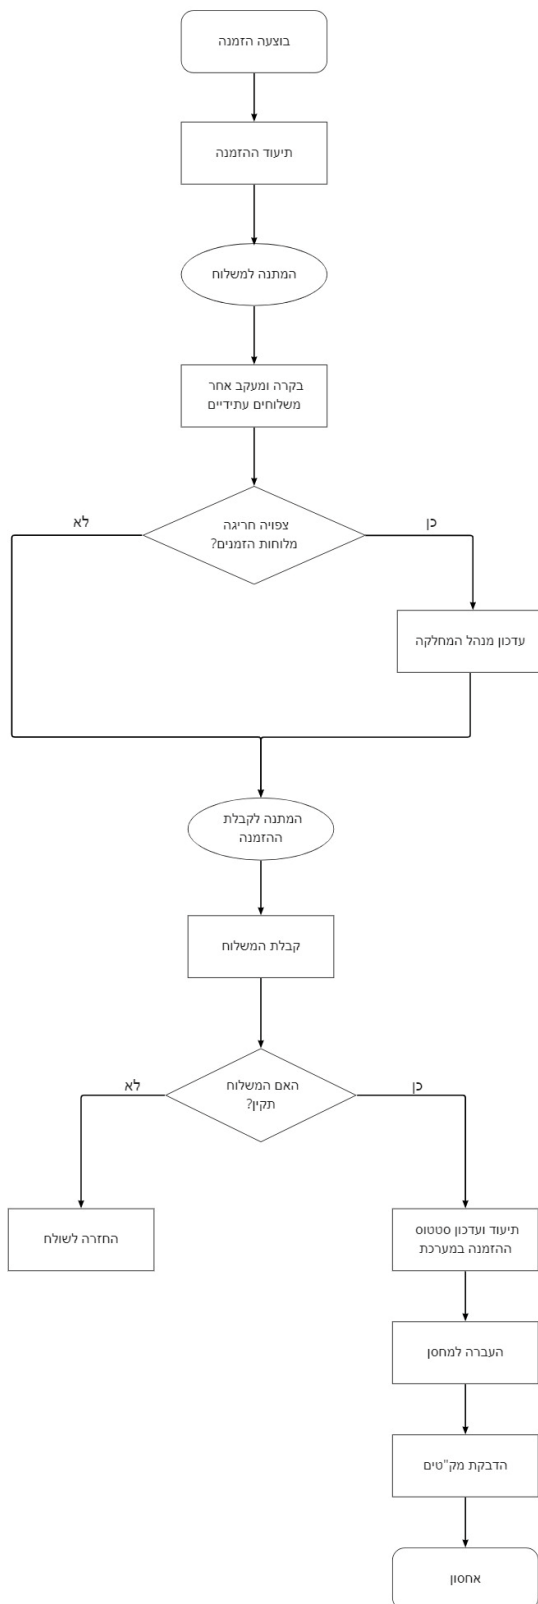 בוצעה הזמנה
תיעוד ההזמנה
המתנה למשלוח
בקרה ומעקב אחר
משלוחים עתידיים
צפויה חריגה
מלוחות הזמנים?
כן
לא
עדכון מנהל המחלקה
המתנה לקבלת
ההזמנה
קבלת המשלוח
האם המשלוח
תקין?
כן
לא
תיעוד ועדכון סטטוס
ההזמנה במערכת
החזרה לשולח
העברה למחסן
הדבקת מק"טים
אחסון